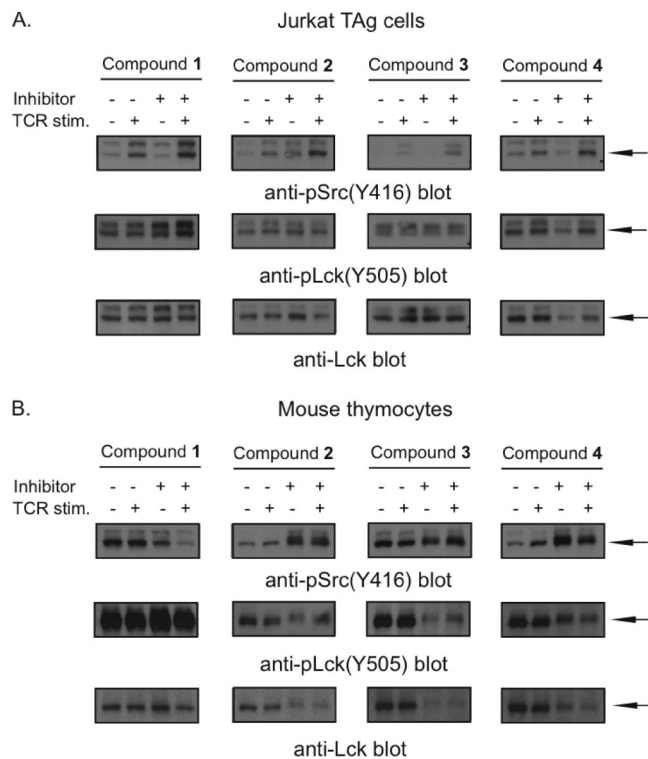 A. Jurkat TAg cells
Compound 1 Compound 2 Compound 3 Compound 4
Inhibitor - - + + - - + + - - + + - - + +
TCR stim. - + - + - + - + - + - + - + - +
anti-pSrc(Y416) blot
anti-pLck(Y505) blot
anti-Lck blot
B. Mouse thymocytes
Compound 1 Compound 2 Compound 3 Compound 4
Inhibitor - - + + - - + + - - + + - - + +
TCR stim. - + - + - + - + - + - + - + - +
anti-pSrc(Y416) blot
anti-pLck(Y505) blot
anti-Lck blot